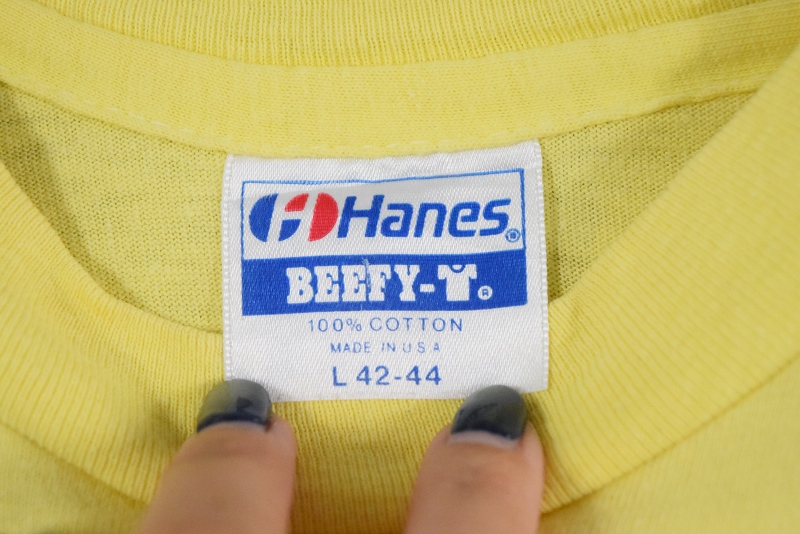 Hanes®
BEEFY-T®
100% COTTON
MADE IN U S A
L 42-44